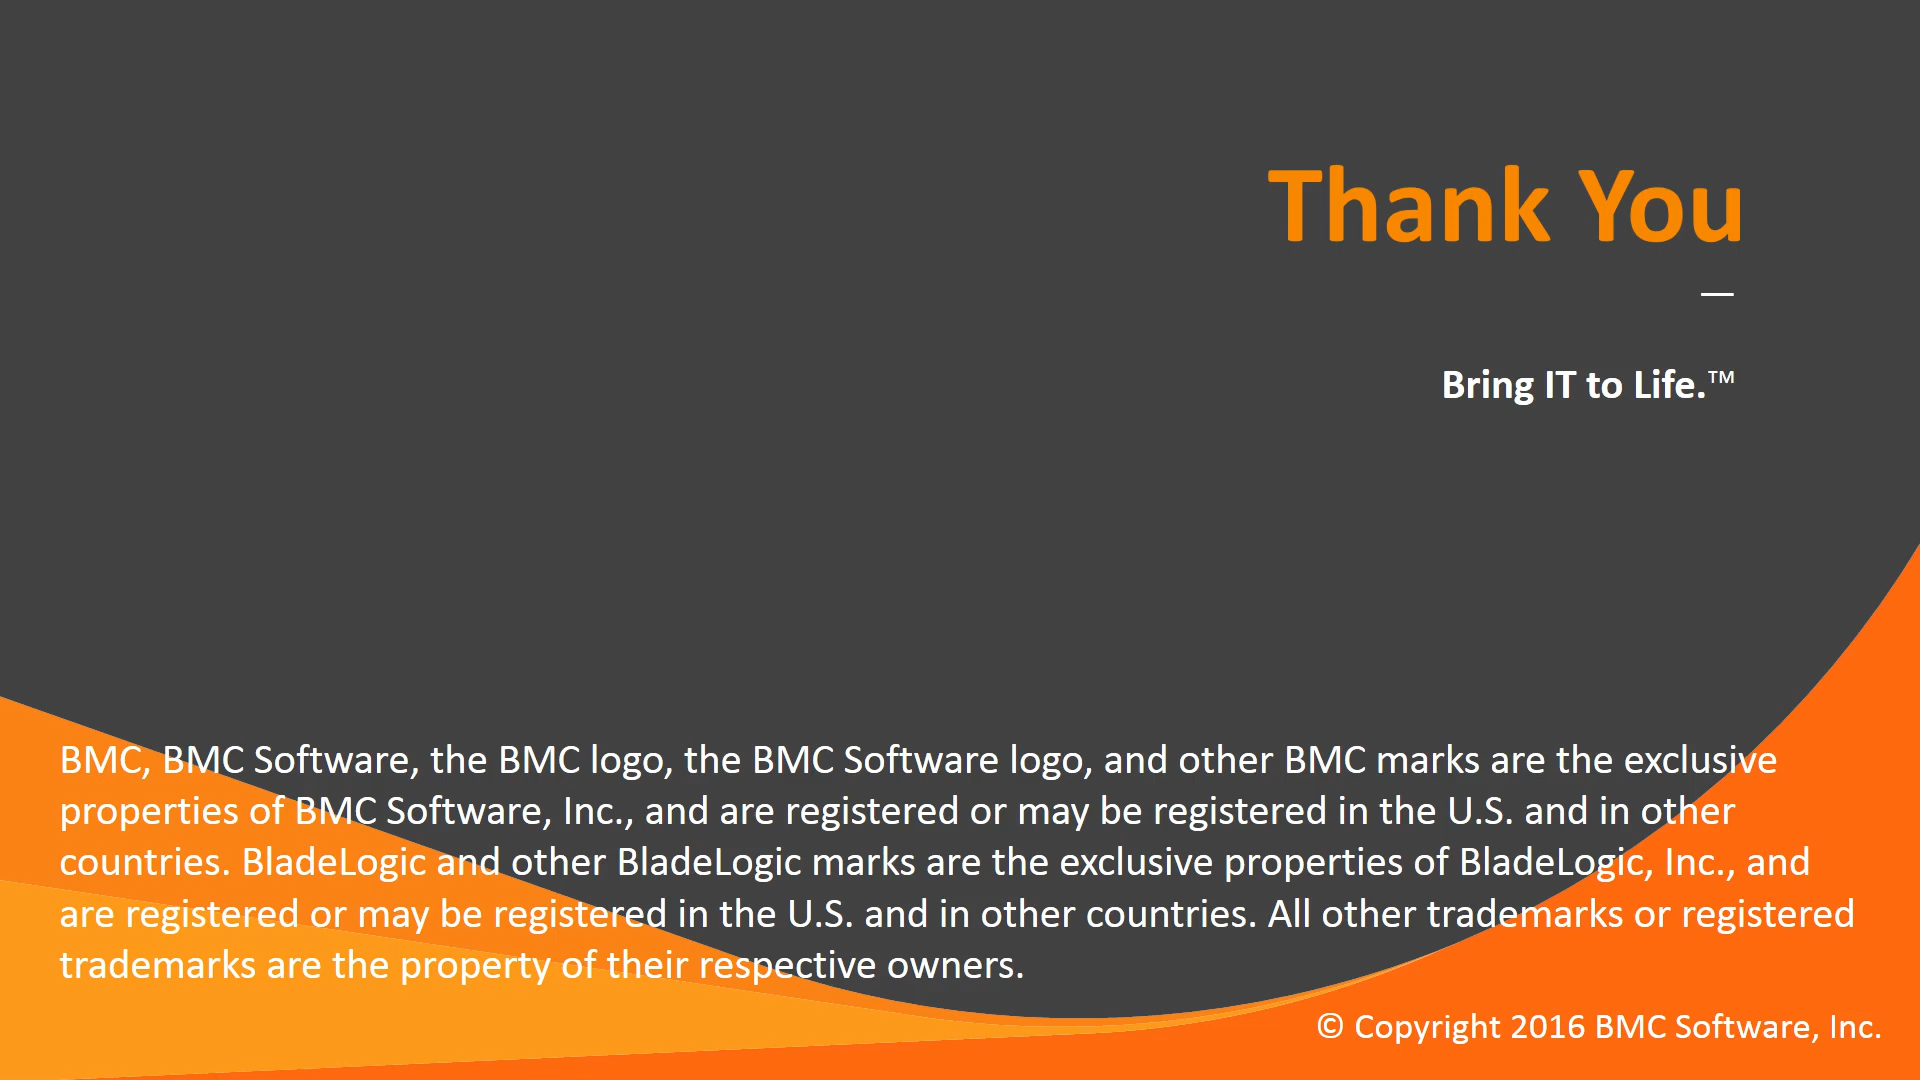 Thank You
—
Bring IT to Life.™
BMC, BMC Software, the BMC logo, the BMC Software logo, and other BMC marks are the exclusive
properties of BMC Software, Inc., and are registered or may be registered in the U.S. and in other
countries. BladeLogic and other BladeLogic marks are the exclusive properties of BladeLogic, Inc., and
are registered or may be registered in the U.S. and in other countries. All other trademarks or registered
trademarks are the property of their respective owners.
© Copyright 2016 BMC Software, Inc.